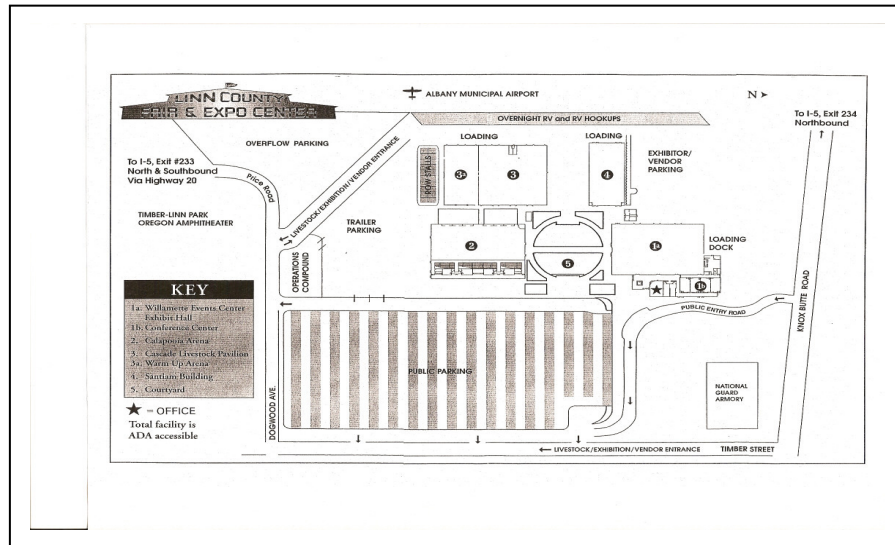 LINN COUNTY
FAIR & EXPO CENTER
ALBANY MUNICIPAL AIRPORT
N
To I-5, Exit 234
Northbound
OVERNIGHT RV and RV HOOKUPS
OVERFLOW PARKING
LOADING
LOADING
To I-5, Exit #233
North & Southbound
Via Highway 20
Price Road
LIVESTOCK/EXHIBITION/VENDOR ENTRANCE
ROW STALLS
3a
3
4
EXHIBITOR/
VENDOR
PARKING
TIMBER-LINN PARK
OREGON AMPHITHEATER
TRAILER
PARKING
2
5
1a
LOADING
DOCK
1b
OPERATIONS
COMPOUND
KEY
1a. Willamette Events Center
Exhibit Hall
1b. Conference Center
2. Calapooia Arena
3. Cascade Livestock Pavilion
3a. Warm Up Arena
4. Santiam Building
5. Courtyard
★ = OFFICE
Total facility is
ADA accessible
PUBLIC ENTRY ROAD
KNOX BUTTE ROAD
PUBLIC PARKING
NATIONAL
GUARD
ARMORY
DOGWOOD AVE.
LIVESTOCK/EXHIBITION/VENDOR ENTRANCE
TIMBER STREET